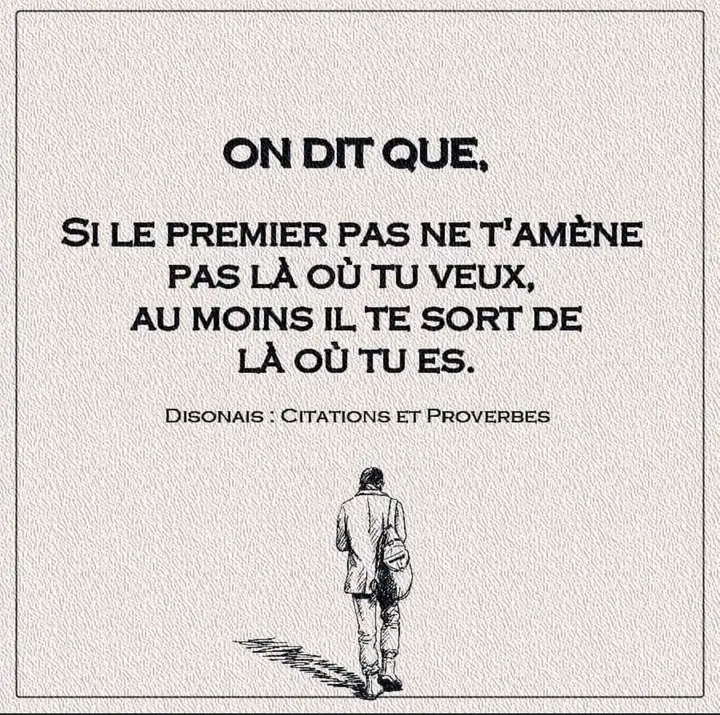 ON DIT QUE,
SI LE PREMIER PAS NE T'AMÈNE
PAS LÀ OÙ TU VEUX,
AU MOINS IL TE SORT DE
LÀ OÙ TU ES.
DISONAIS : CITATIONS ET PROVERBES